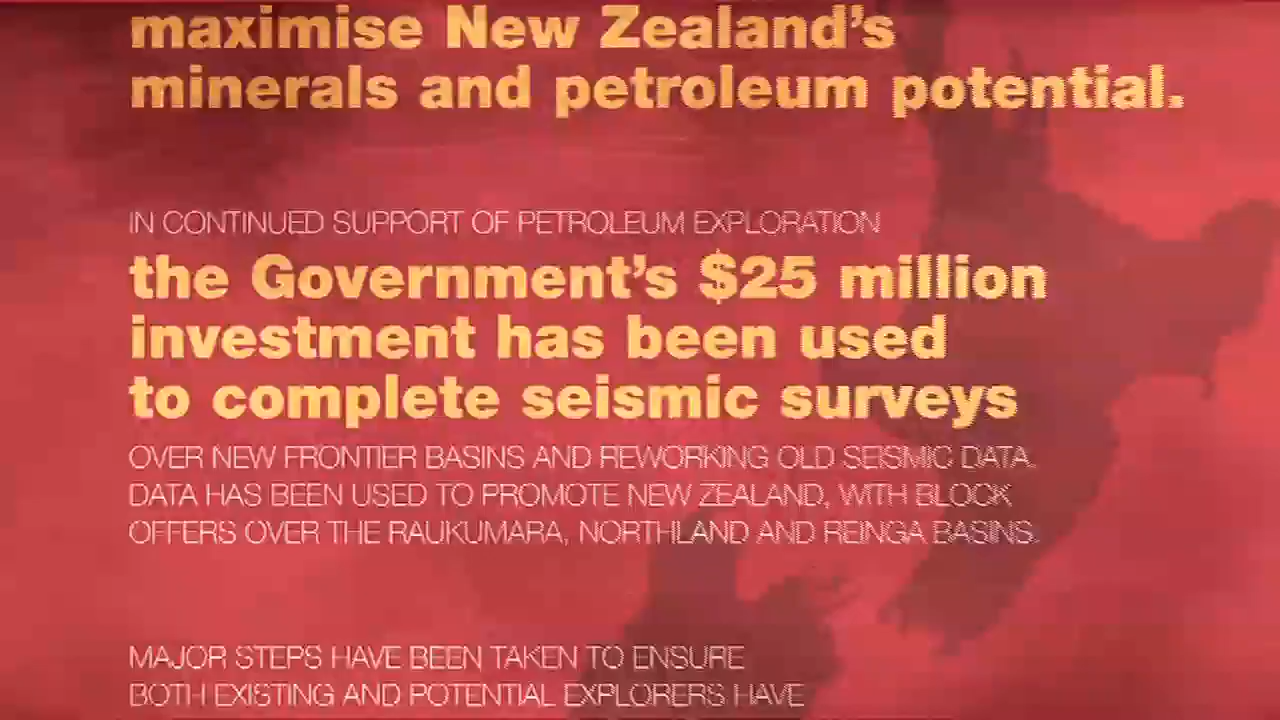 maximise New Zealand's
minerals and petroleum potential.
IN CONTINUED SUPPORT OF PETROLEUM EXPLORATION
the Government's $25 million
investment has been used
to complete seismic surveys
OVER NEW FRONTIER BASINS AND REWORKING OLD SEISMIC DATA.
DATA HAS BEEN USED TO PROMOTE NEW ZEALAND, WITH BLOCK
OFFERS OVER THE RAUKUMARA, NORTHLAND AND REINGA BASINS.
MAJOR STEPS HAVE BEEN TAKEN TO ENSURE
BOTH EXISTING AND POTENTIAL EXPLORERS HAVE